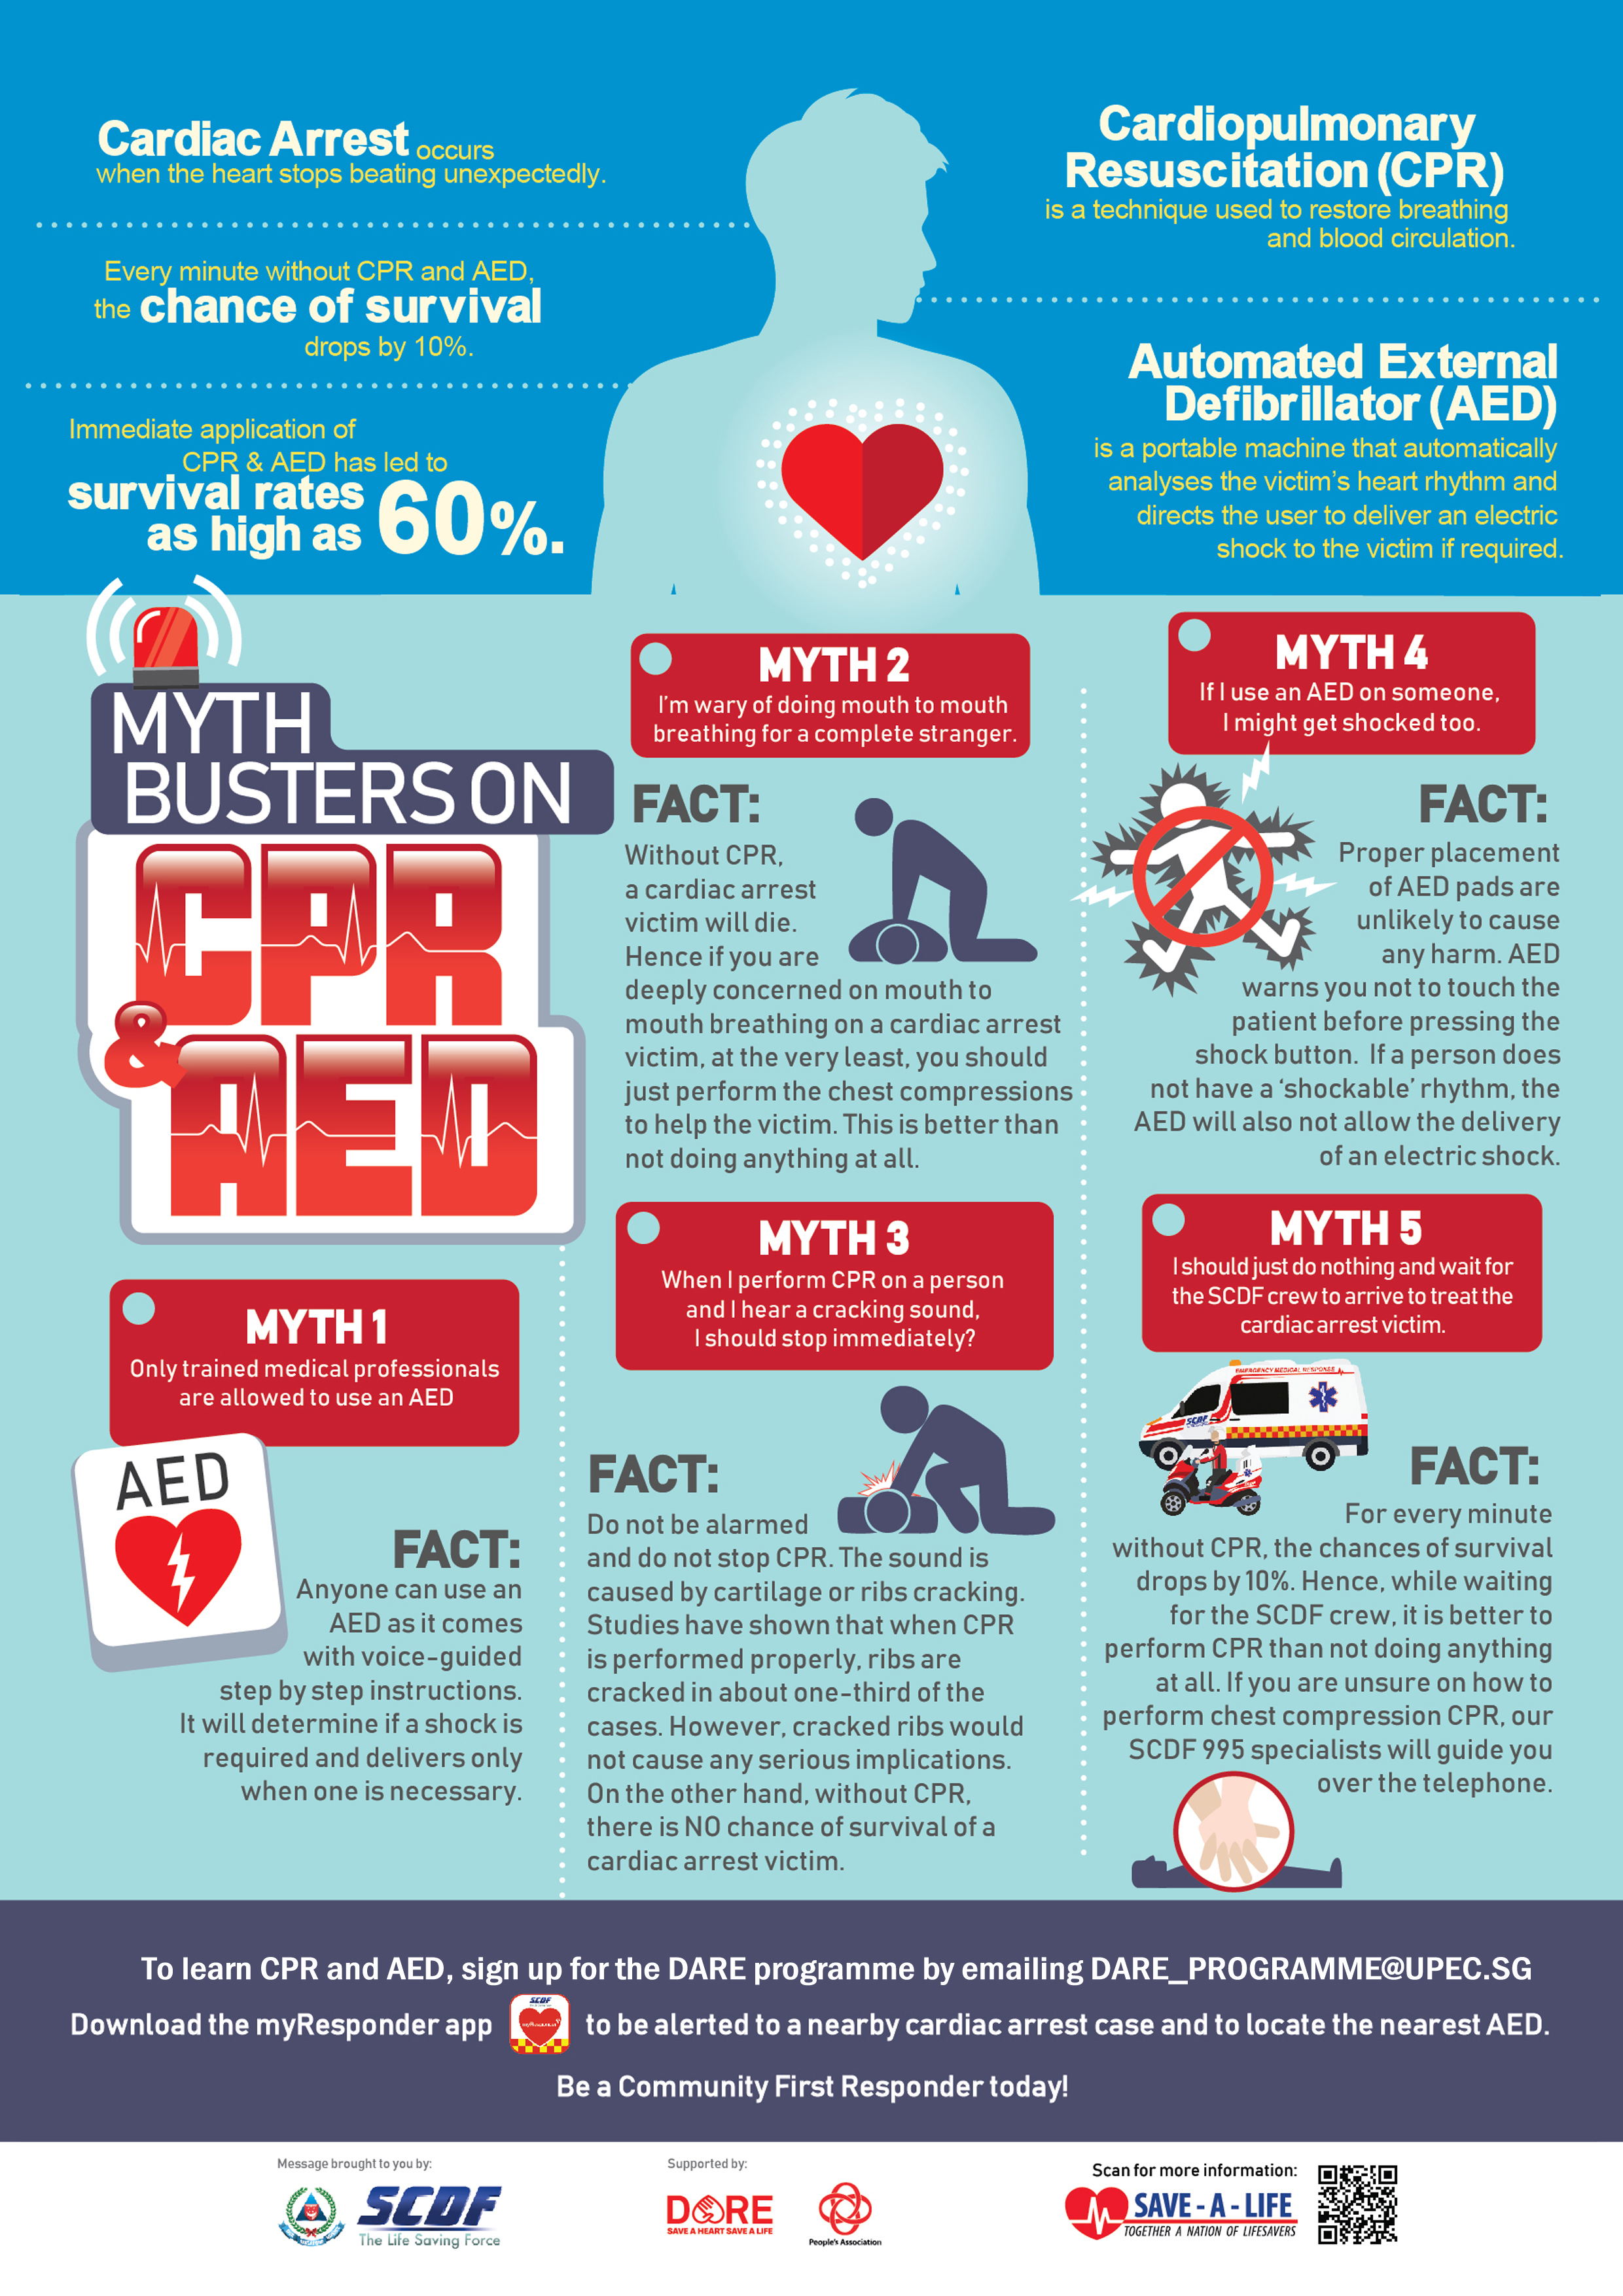 Cardiac Arrest occurs
when the heart stops beating unexpectedly.
Every minute without CPR and AED,
the chance of survival
drops by 10%.
Immediate application of
CPR & AED has led to
survival rates
as high as 60%.
Cardiopulmonary
Resuscitation (CPR)
is a technique used to restore breathing
and blood circulation.
Automated External
Defibrillator (AED)
is a portable machine that automatically
analyses the victim's heart rhythm and
directs the user to deliver an electric
shock to the victim if required.
MYTH
BUSTERS ON
CPR
&
AED
MYTH 1
Only trained medical professionals
are allowed to use an AED
AED
FACT:
Anyone can use an
AED as it comes
with voice-guided
step by step instructions.
It will determine if a shock is
required and delivers only
when one is necessary.
MYTH 2
I'm wary of doing mouth to mouth
breathing for a complete stranger.
FACT:
Without CPR,
a cardiac arrest
victim will die.
Hence if you are
deeply concerned on mouth to
mouth breathing on a cardiac arrest
victim, at the very least, you should
just perform the chest compressions
to help the victim. This is better than
not doing anything at all.
MYTH 3
When I perform CPR on a person
and I hear a cracking sound,
I should stop immediately?
FACT:
Do not be alarmed
and do not stop CPR. The sound is
caused by cartilage or ribs cracking.
Studies have shown that when CPR
is performed properly, ribs are
cracked in about one-third of the
cases. However, cracked ribs would
not cause any serious implications.
On the other hand, without CPR,
there is NO chance of survival of a
cardiac arrest victim.
MYTH 4
If I use an AED on someone,
I might get shocked too.
FACT:
Proper placement
of AED pads are
unlikely to cause
any harm. AED
warns you not to touch the
patient before pressing the
shock button. If a person does
not have a 'shockable' rhythm, the
AED will also not allow the delivery
of an electric shock.
MYTH 5
I should just do nothing and wait for
the SCDF crew to arrive to treat the
cardiac arrest victim.
EMERGENCY MEDICAL RESPONSE
SCDF
FACT:
For every minute
without CPR, the chances of survival
drops by 10%. Hence, while waiting
for the SCDF crew, it is better to
perform CPR than not doing anything
at all. If you are unsure on how to
perform chest compression CPR, our
SCDF 995 specialists will guide you
over the telephone.
To learn CPR and AED, sign up for the DARE programme by emailing DARE_PROGRAMME@UPEC.SG
Download the myResponder app SCDF myResponder to be alerted to a nearby cardiac arrest case and to locate the nearest AED.
Be a Community First Responder today!
Message brought to you by:
SCDF
The Life Saving Force
Supported by:
DARE
SAVE A HEART SAVE A LIFE
People's Association
Scan for more information:
SAVE - A - LIFE
TOGETHER A NATION OF LIFESAVERS